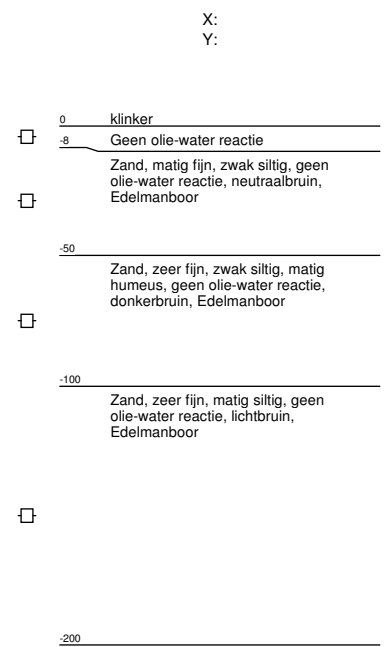 X:
Y:
0 klinker
-8 Geen olie-water reactie
Zand, matig fijn, zwak siltig, geen
olie-water reactie, neutraalbruin,
Edelmanboor
-50
Zand, zeer fijn, zwak siltig, matig
humeus, geen olie-water reactie,
donkerbruin, Edelmanboor
-100
Zand, zeer fijn, matig siltig, geen
olie-water reactie, lichtbruin,
Edelmanboor
-200